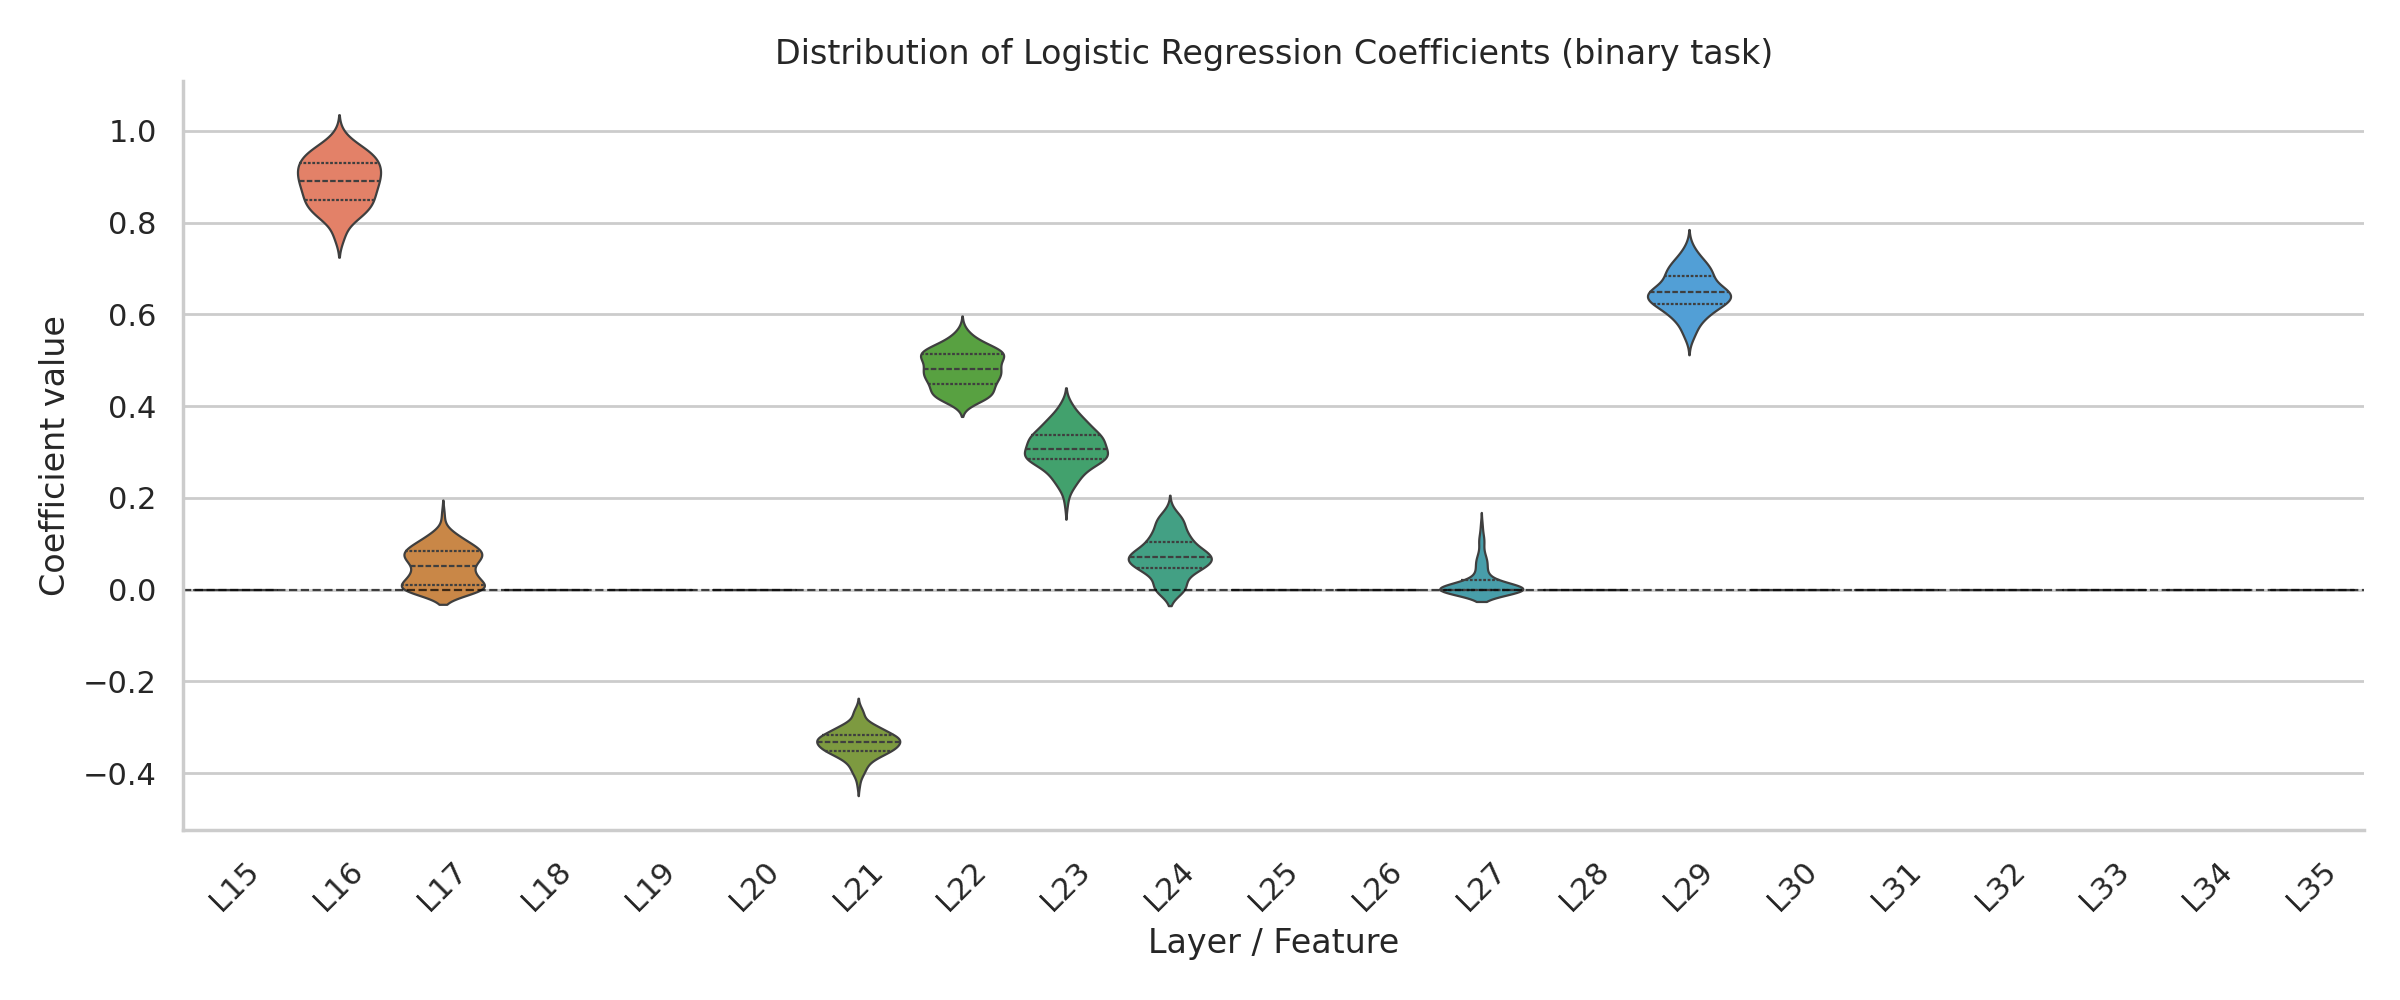 Distribution of Logistic Regression Coefficients (binary task)
Coefficient value
1.0
0.8
0.6
0.4
0.2
0.0
−0.2
−0.4
L15 L16 L17 L18 L19 L20 L21 L22 L23 L24 L25 L26 L27 L28 L29 L30 L31 L32 L33 L34 L35
Layer / Feature